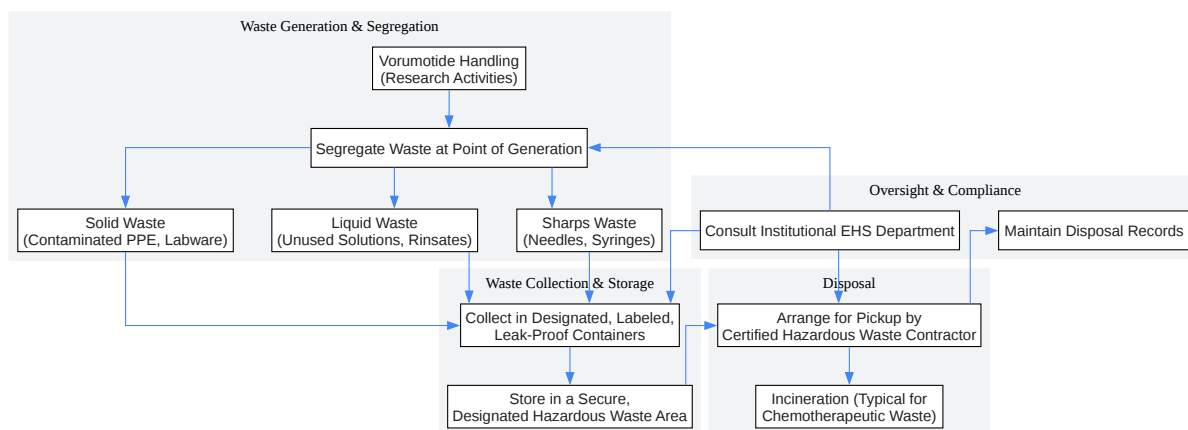 Waste Generation & Segregation
Vorumotide Handling
(Research Activities)
Segregate Waste at Point of Generation
Solid Waste
(Contaminated PPE, Labware)
Liquid Waste
(Unused Solutions, Rinsates)
Sharps Waste
(Needles, Syringes)
Oversight & Compliance
Consult Institutional EHS Department
Maintain Disposal Records
Waste Collection & Storage
Collect in Designated, Labeled,
Leak-Proof Containers
Store in a Secure,
Designated Hazardous Waste Area
Disposal
Arrange for Pickup by
Certified Hazardous Waste Contractor
Incineration (Typical for
Chemotherapeutic Waste)